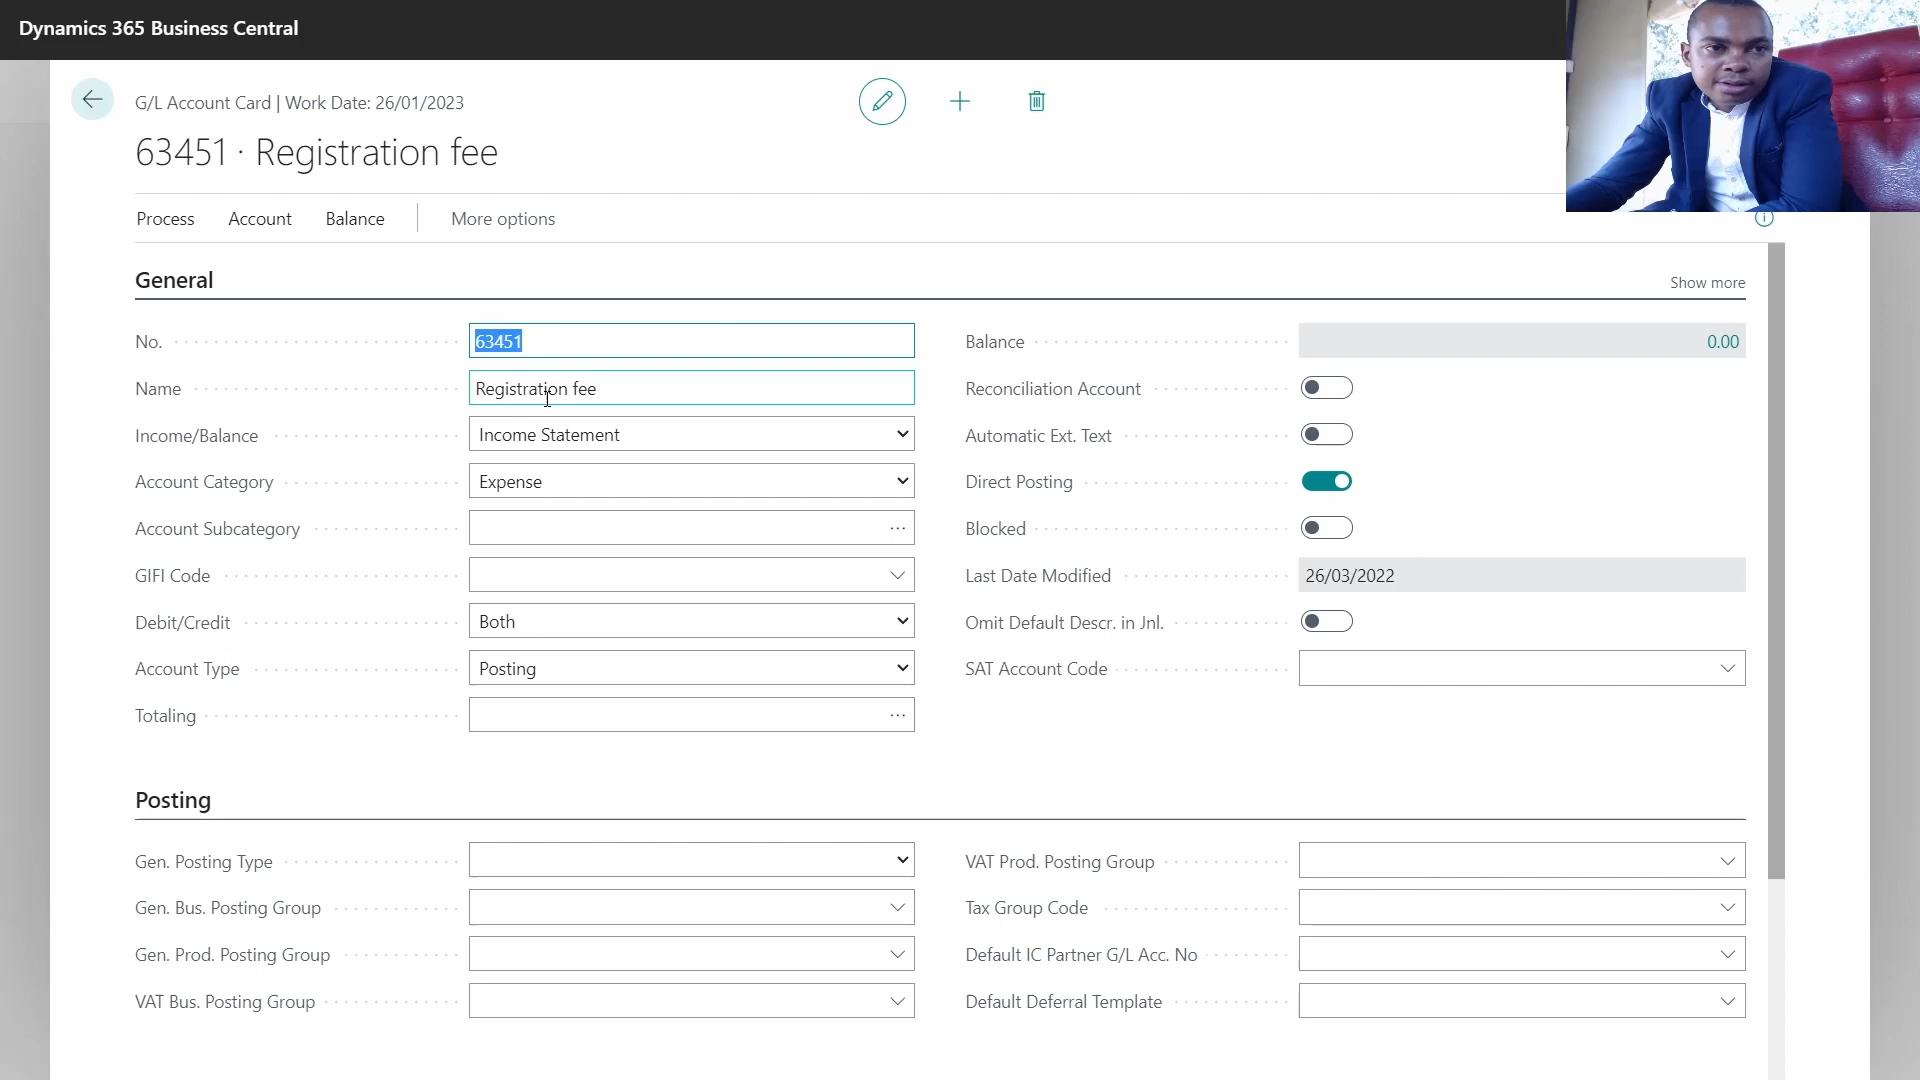 Dynamics 365 Business Central
G/L Account Card | Work Date: 26/01/2023
63451 · Registration fee
Process Account Balance More options
General Show more
No. 63451 Balance 0.00
Name Registration fee Reconciliation Account
Income/Balance Income Statement Automatic Ext. Text
Account Category Expense Direct Posting
Account Subcategory ... Blocked
GIFI Code Last Date Modified 26/03/2022
Debit/Credit Both Omit Default Descr. in Jnl.
Account Type Posting SAT Account Code
Totaling ...
Posting
Gen. Posting Type VAT Prod. Posting Group
Gen. Bus. Posting Group Tax Group Code
Gen. Prod. Posting Group Default IC Partner G/L Acc. No
VAT Bus. Posting Group Default Deferral Template